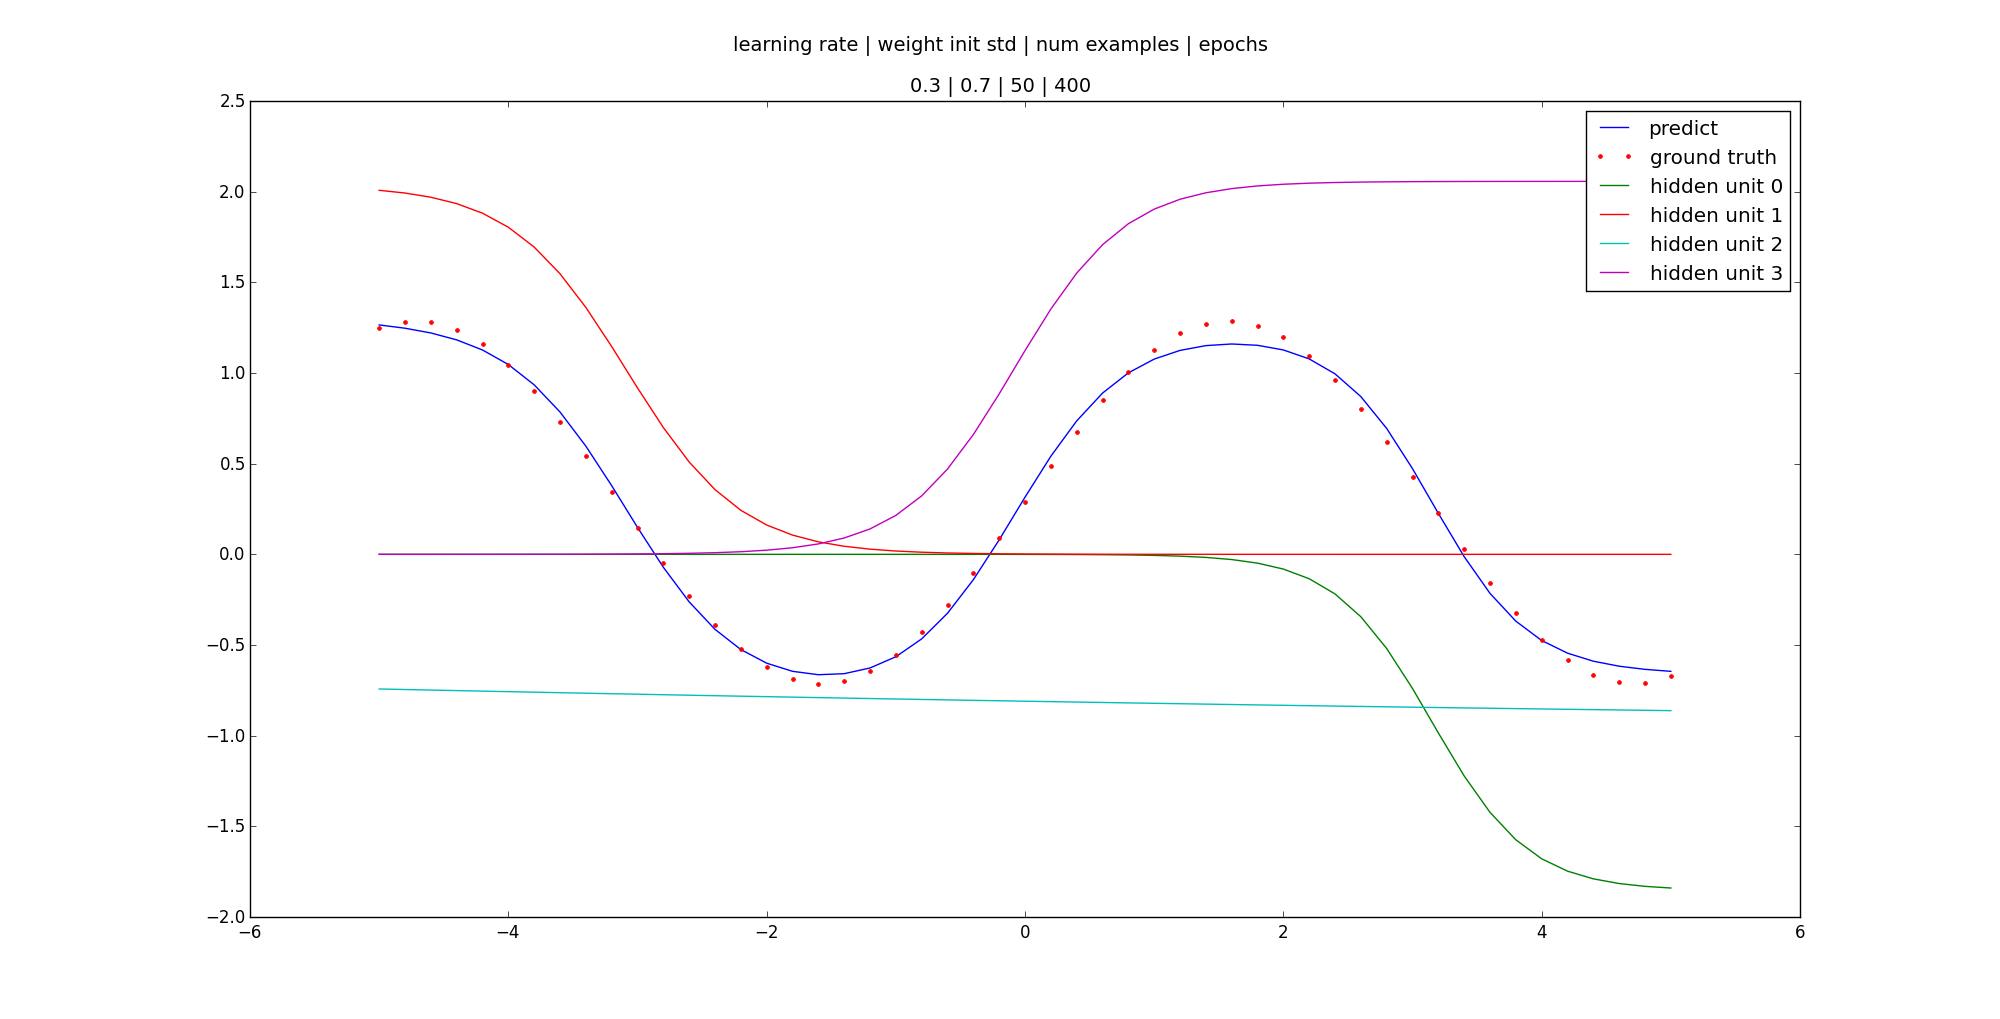 learning rate | weight init std | num examples | epochs
0.3 | 0.7 | 50 | 400
2.5
2.0
1.5
1.0
0.5
0.0
−0.5
−1.0
−1.5
−2.0
−6 −4 −2 0 2 4 6
predict
ground truth
hidden unit 0
hidden unit 1
hidden unit 2
hidden unit 3